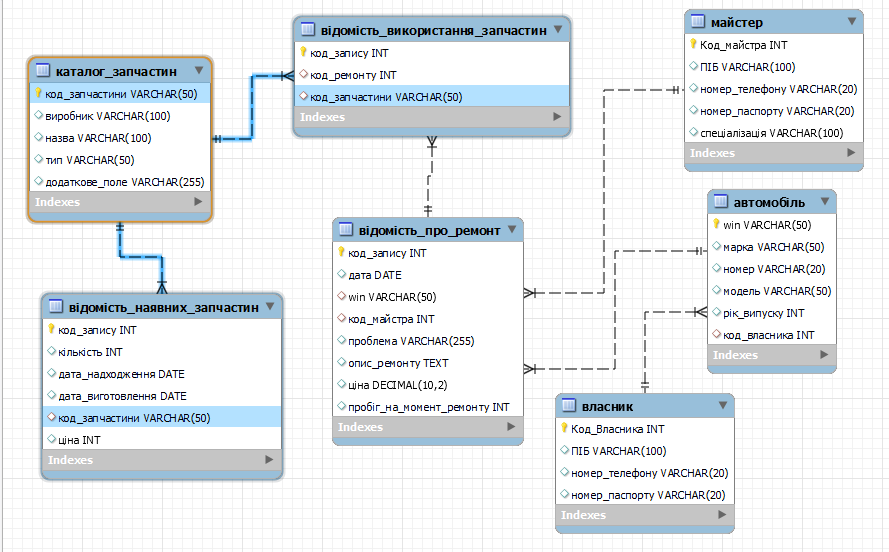 каталог_запчастин
код_запчастини VARCHAR(50)
виробник VARCHAR(100)
назва VARCHAR(100)
тип VARCHAR(50)
додаткове_поле VARCHAR(255)
Indexes
відомість_використання_запчастин
код_запису INT
код_ремонту INT
код_запчастини VARCHAR(50)
Indexes
майстер
Код_майстра INT
ПІБ VARCHAR(100)
номер_телефону VARCHAR(20)
номер_паспорту VARCHAR(20)
спеціалізація VARCHAR(100)
Indexes
відомість_наявних_запчастин
код_запису INT
кількість INT
дата_надходження DATE
дата_виготовлення DATE
код_запчастини VARCHAR(50)
ціна INT
Indexes
відомість_про_ремонт
код_запису INT
дата DATE
win VARCHAR(50)
код_майстра INT
проблема VARCHAR(255)
опис_ремонту TEXT
ціна DECIMAL(10,2)
пробіг_на_момент_ремонту INT
Indexes
автомобіль
win VARCHAR(50)
марка VARCHAR(50)
номер VARCHAR(20)
модель VARCHAR(50)
рік_випуску INT
код_власника INT
Indexes
власник
Код_Власника INT
ПІБ VARCHAR(100)
номер_телефону VARCHAR(20)
номер_паспорту VARCHAR(20)
Indexes